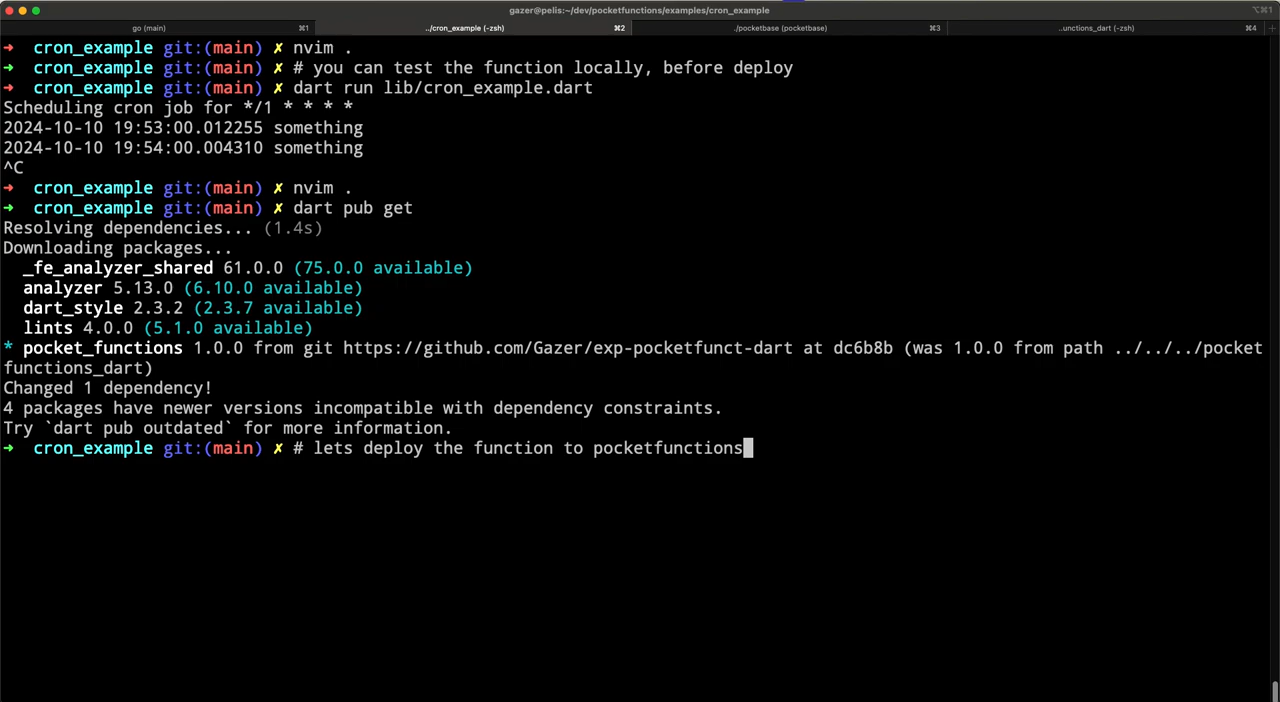 gazer@pelis:~/dev/pocketfunctions/examples/cron_example
⌥⌘1
go (main) ⌘1 ../cron_example (-zsh) ⌘2 ./pocketbase (pocketbase) ⌘3 ..unctions_dart (-zsh) ⌘4 +
➜ cron_example git:(main) ✗ nvim .
➜ cron_example git:(main) ✗ # you can test the function locally, before deploy
➜ cron_example git:(main) ✗ dart run lib/cron_example.dart
Scheduling cron job for */1 * * * *
2024-10-10 19:53:00.012255 something
2024-10-10 19:54:00.004310 something
^C
➜ cron_example git:(main) ✗ nvim .
➜ cron_example git:(main) ✗ dart pub get
Resolving dependencies... (1.4s)
Downloading packages...
_fe_analyzer_shared 61.0.0 (75.0.0 available)
analyzer 5.13.0 (6.10.0 available)
dart_style 2.3.2 (2.3.7 available)
lints 4.0.0 (5.1.0 available)
* pocket_functions 1.0.0 from git https://github.com/Gazer/exp-pocketfunct-dart at dc6b8b (was 1.0.0 from path ../../../pocket
functions_dart)
Changed 1 dependency!
4 packages have newer versions incompatible with dependency constraints.
Try `dart pub outdated` for more information.
➜ cron_example git:(main) ✗ # lets deploy the function to pocketfunctions